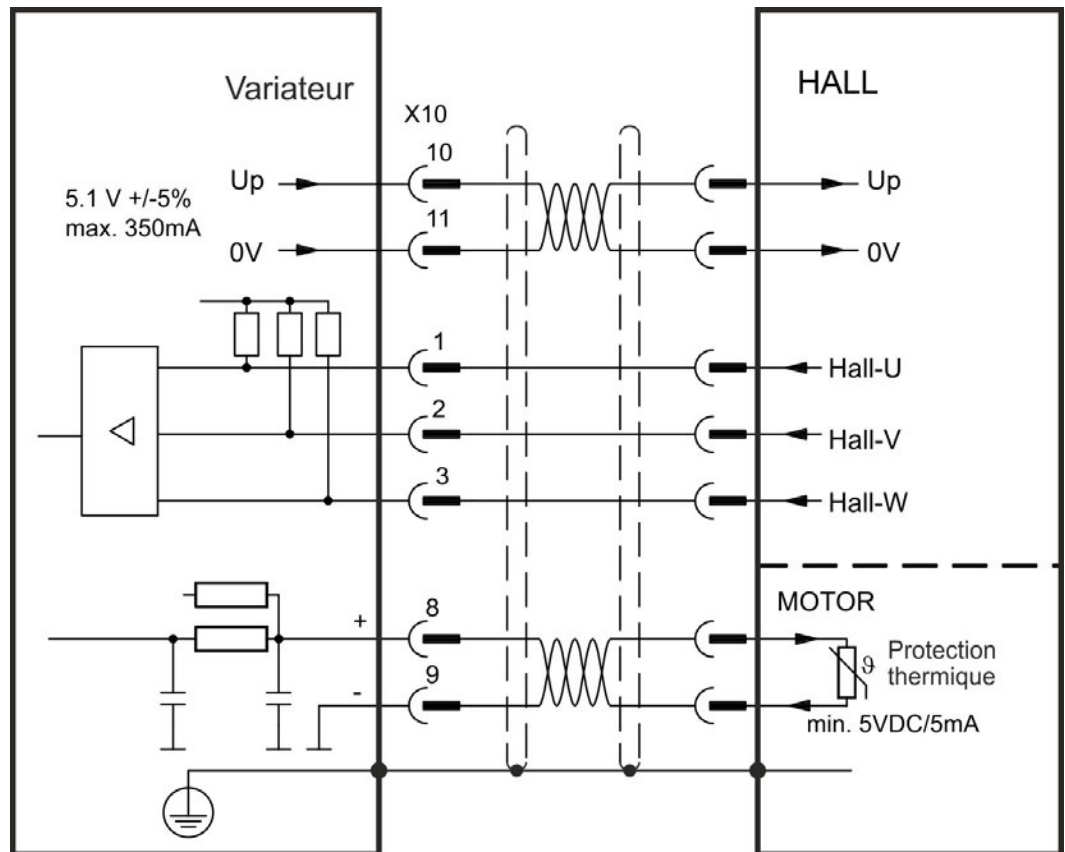 Variateur
HALL
X10
10
Up
Up
5.1 V +/-5%
max. 350mA
11
0V
0V
1
Hall-U
2
Hall-V
3
Hall-W
MOTOR
8
+
Protection
thermique
ϑ
9
-
min. 5VDC/5mA